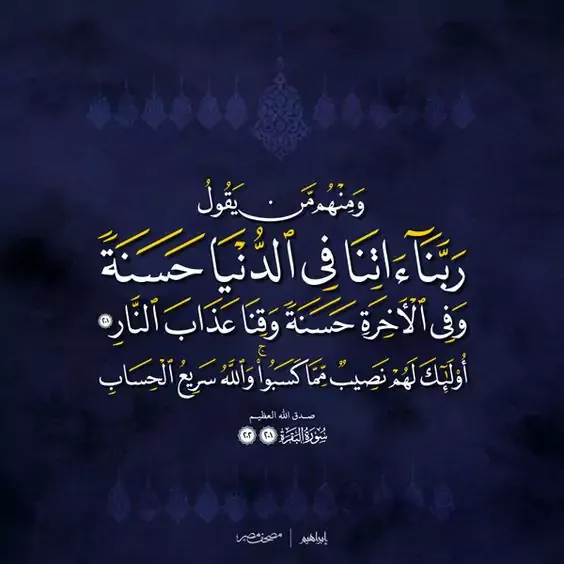 وَمِنْهُم مَّن يَقُولُ
رَبَّنَآ ءَاتِنَا فِى ٱلدُّنْيَا حَسَنَةً
وَفِى ٱلْأَخِرَةِ حَسَنَةً وَقِنَا عَذَابَ ٱلنَّارِ ٢٠١
أُو۟لَٰٓئِكَ لَهُمْ نَصِيبٌ مِّمَّا كَسَبُوا۟ ۚ وَٱللَّهُ سَرِيعُ ٱلْحِسَابِ
صدق الله العظيم
سُورَةُ البَقَرَةِ ٢٠١ ٢٠٢
إبراهيم | مصحف مصر